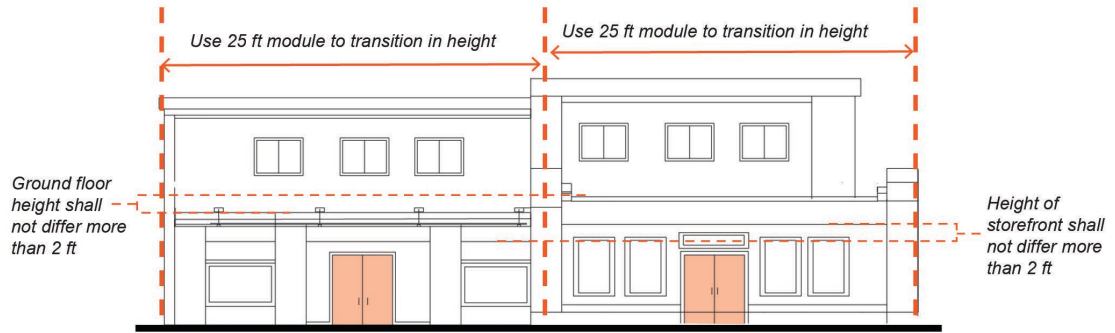 Use 25 ft module to transition in height
Use 25 ft module to transition in height
Ground floor
height shall
not differ more
than 2 ft
Height of
storefront shall
not differ more
than 2 ft